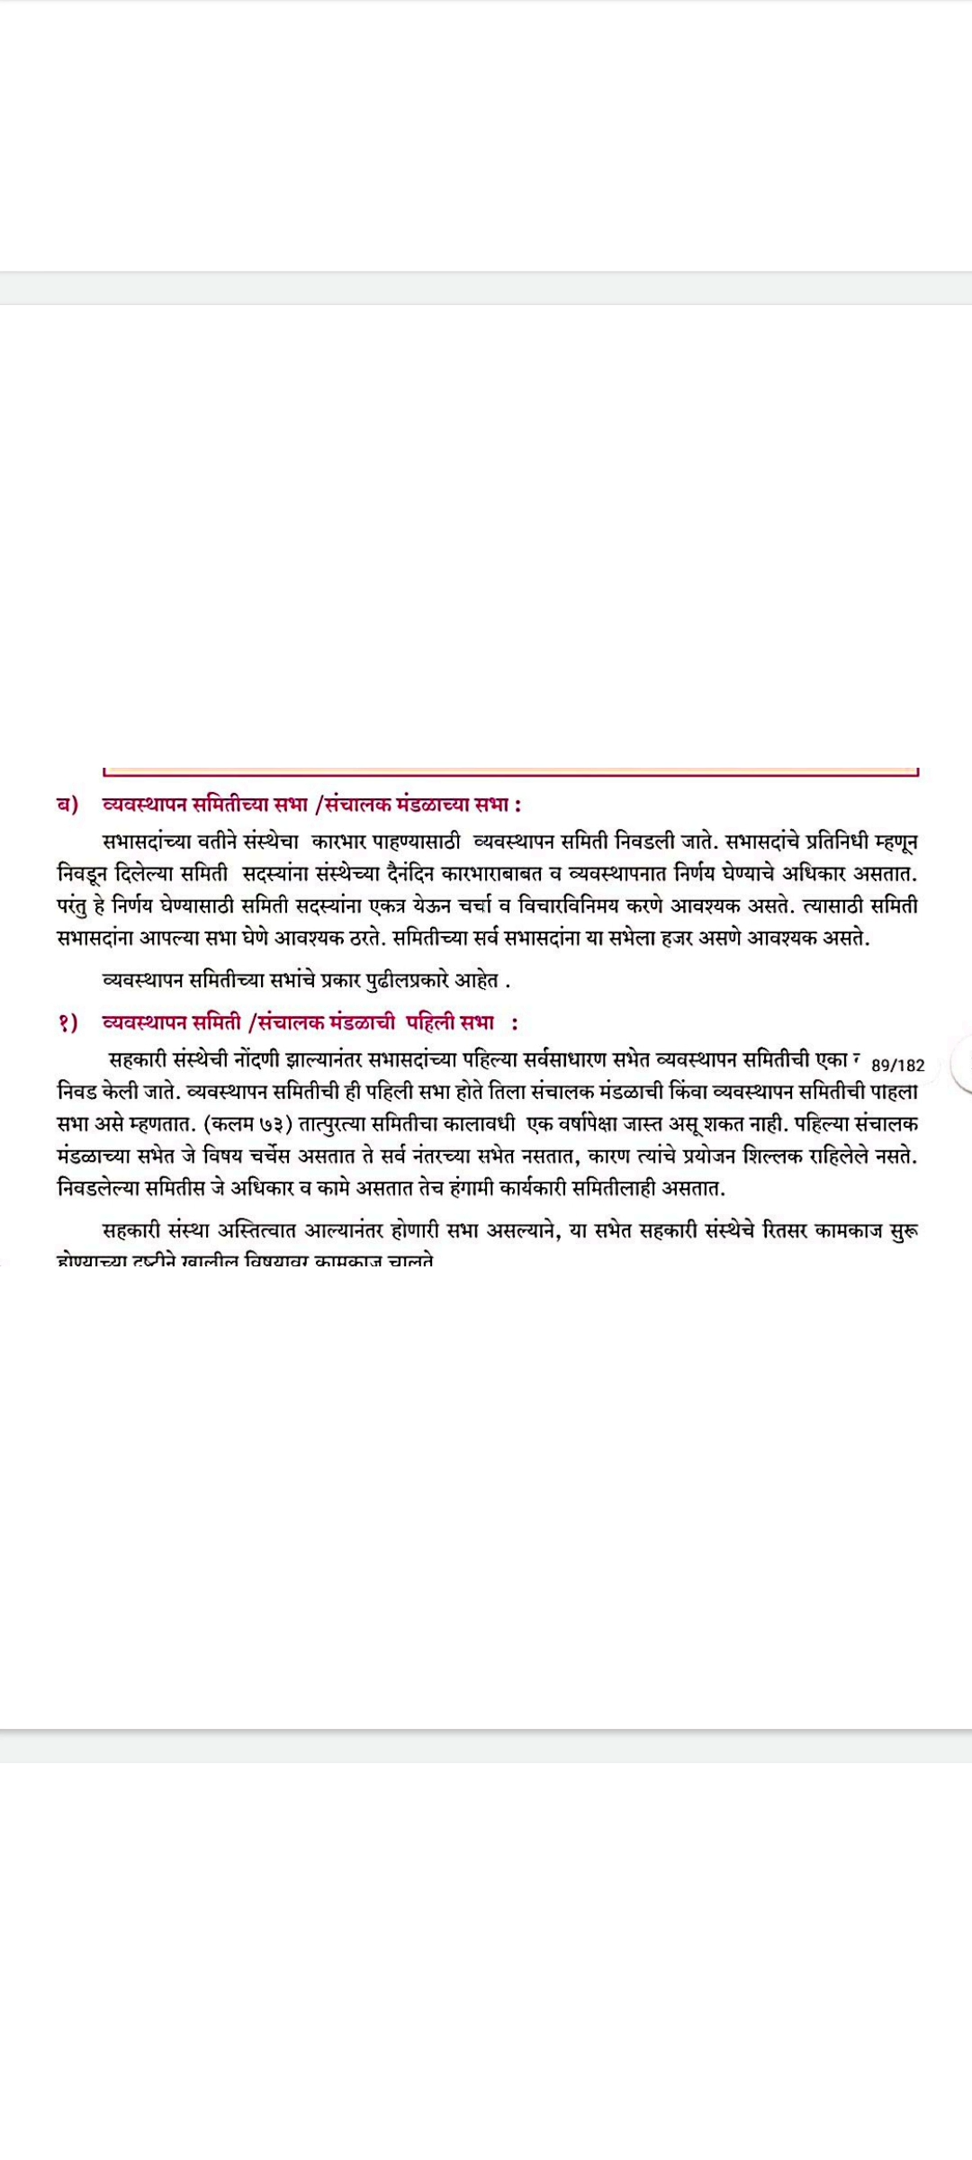 ब) व्यवस्थापन समितीच्या सभा /संचालक मंडळाच्या सभा :
सभासदांच्या वतीने संस्थेचा कारभार पाहण्यासाठी व्यवस्थापन समिती निवडली जाते. सभासदांचे प्रतिनिधी म्हणून
निवडून दिलेल्या समिती सदस्यांना संस्थेच्या दैनंदिन कारभाराबाबत व व्यवस्थापनात निर्णय घेण्याचे अधिकार असतात.
परंतु हे निर्णय घेण्यासाठी समिती सदस्यांना एकत्र येऊन चर्चा व विचारविनिमय करणे आवश्यक असते. त्यासाठी समिती
सभासदांना आपल्या सभा घेणे आवश्यक ठरते. समितीच्या सर्व सभासदांना या सभेला हजर असणे आवश्यक असते.
व्यवस्थापन समितीच्या सभांचे प्रकार पुढीलप्रकारे आहेत .
१) व्यवस्थापन समिती /संचालक मंडळाची पहिली सभा :
सहकारी संस्थेची नोंदणी झाल्यानंतर सभासदांच्या पहिल्या सर्वसाधारण सभेत व्यवस्थापन समितीची एका
89/182
निवड केली जाते. व्यवस्थापन समितीची ही पहिली सभा होते तिला संचालक मंडळाची किंवा व्यवस्थापन समितीची पहिली
सभा असे म्हणतात. (कलम ७३) तात्पुरत्या समितीचा कालावधी एक वर्षापेक्षा जास्त असू शकत नाही. पहिल्या संचालक
मंडळाच्या सभेत जे विषय चर्चेस असतात ते सर्व नंतरच्या सभेत नसतात, कारण त्यांचे प्रयोजन शिल्लक राहिलेले नसते.
निवडलेल्या समितीस जे अधिकार व कामे असतात तेच हंगामी कार्यकारी समितीलाही असतात.
सहकारी संस्था अस्तित्वात आल्यानंतर होणारी सभा असल्याने, या सभेत सहकारी संस्थेचे रितसर कामकाज सुरू
होण्याच्या दृष्टीने खालील विषयावर कामकाज चालते